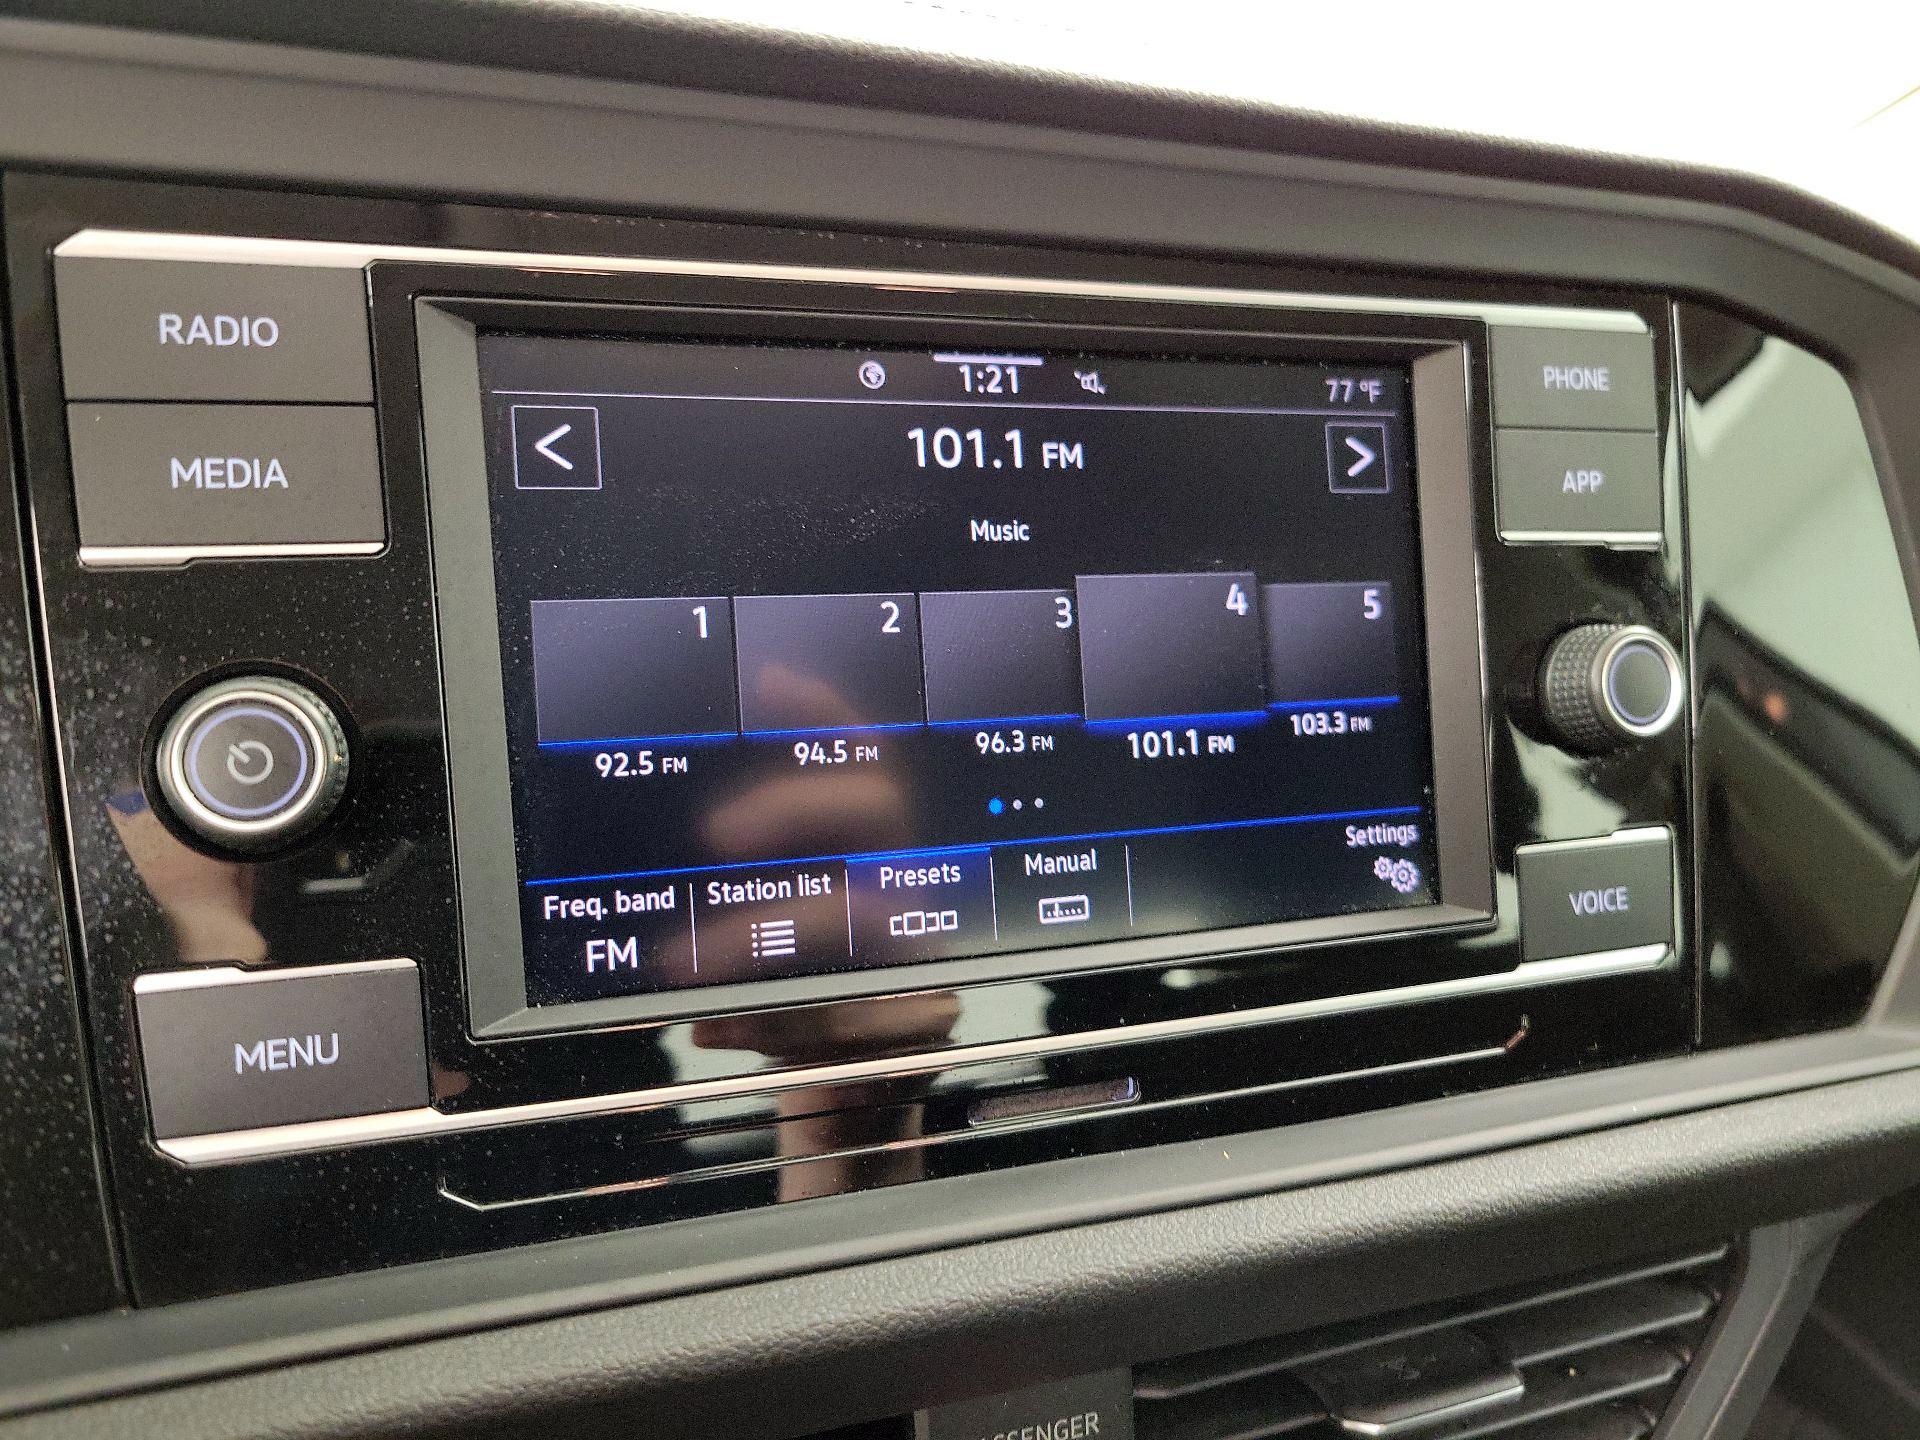 RADIO
MEDIA
MENU
1:21
77 °F
<
101.1 FM
>
Music
1
2
3
4
5
92.5 FM
94.5 FM
96.3 FM
101.1 FM
103.3 FM
Freq. band
FM
Station list
Presets
Manual
Settings
PHONE
APP
VOICE